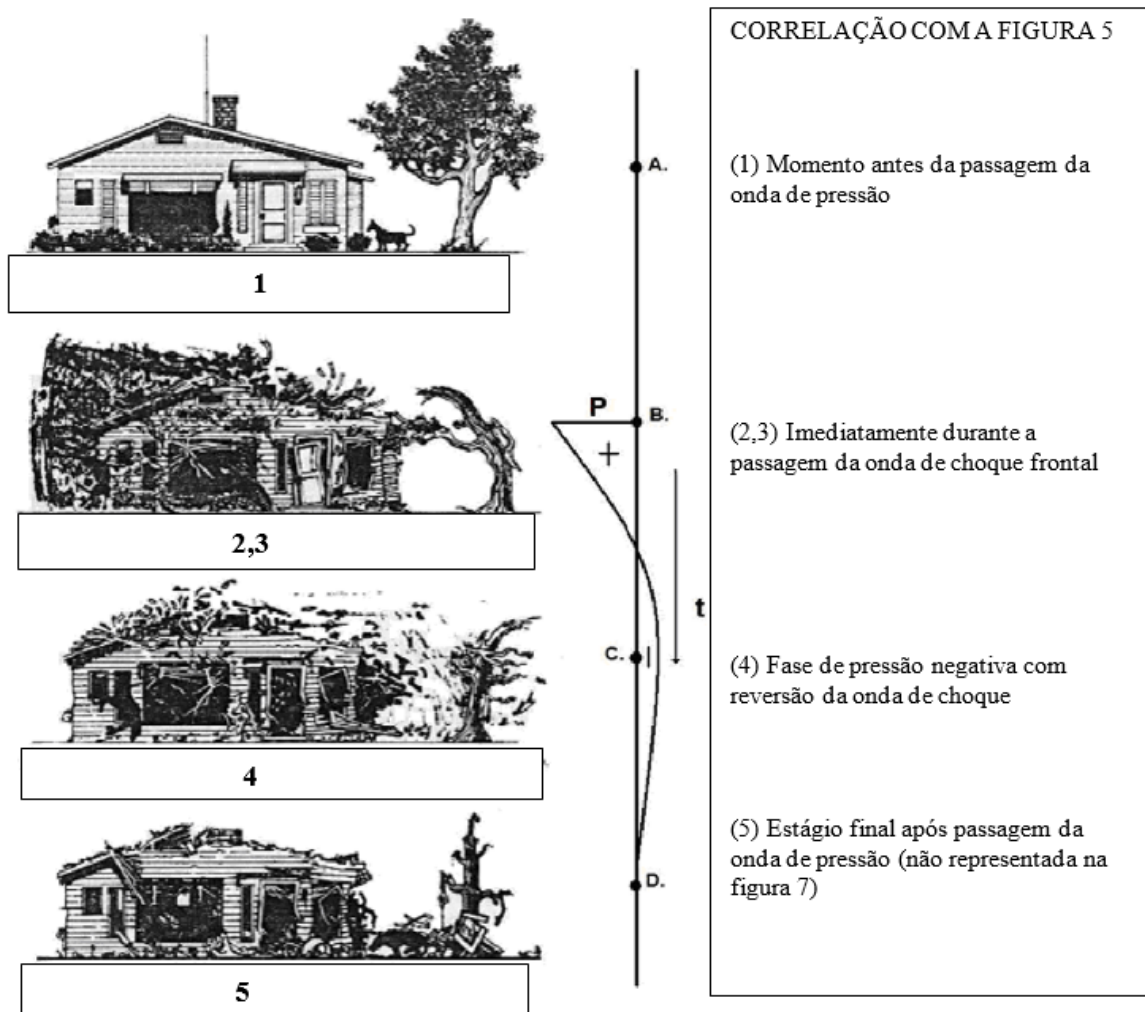 CORRELAÇÃO COM A FIGURA 5
A.
(1) Momento antes da passagem da
onda de pressão
1
P
B.
+
(2,3) Imediatamente durante a
passagem da onda de choque frontal
2,3
t
C.
(4) Fase de pressão negativa com
reversão da onda de choque
4
(5) Estágio final após passagem da
onda de pressão (não representada na
figura 7)
D.
5